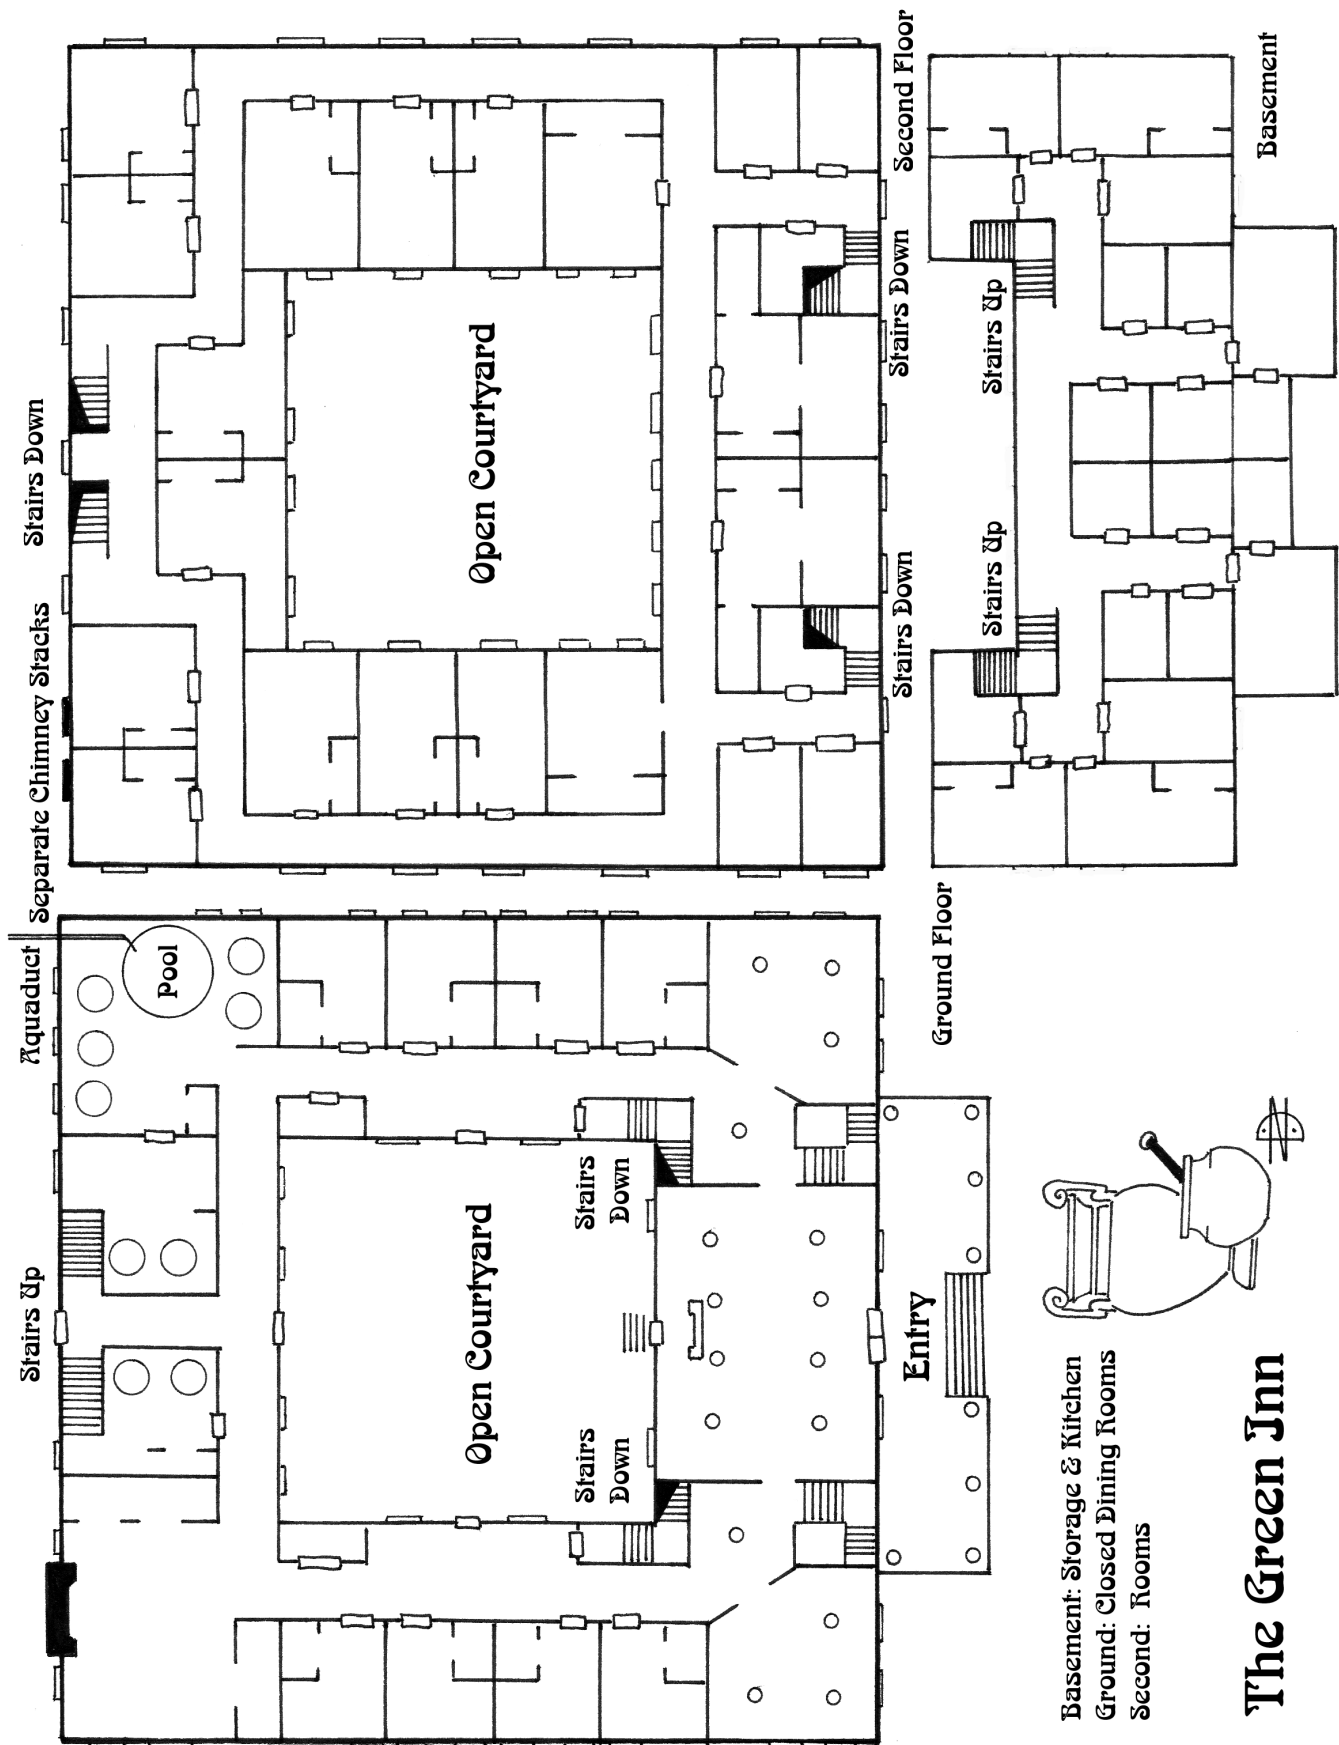 Stairs Up
Aquaduct
Separate Chimney Stacks
Stairs Down
Pool
Open Courtyard
Open Courtyard
Stairs
Down
Stairs
Down
Stairs Down
Stairs Down
Second Floor
Entry
Ground Floor
Stairs Up
Stairs Up
Basement
Basement: Storage & Kitchen
Ground: Closed Dining Rooms
Second: Rooms
The Green Inn